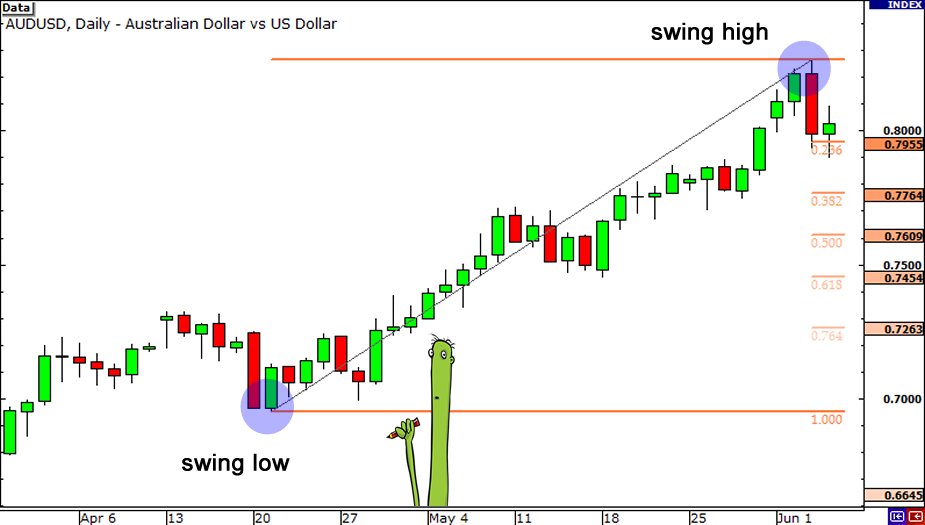 Data
INDEX
AUDUSD, Daily - Australian Dollar vs US Dollar
swing high
0.8000
0.7955
0.236
0.7764
0.382
0.7609
0.500
0.7500
0.7454
0.618
0.7263
0.764
0.7000
1.000
swing low
0.6645
Apr 6
13
20
27
May 4
11
18
25
Jun 1